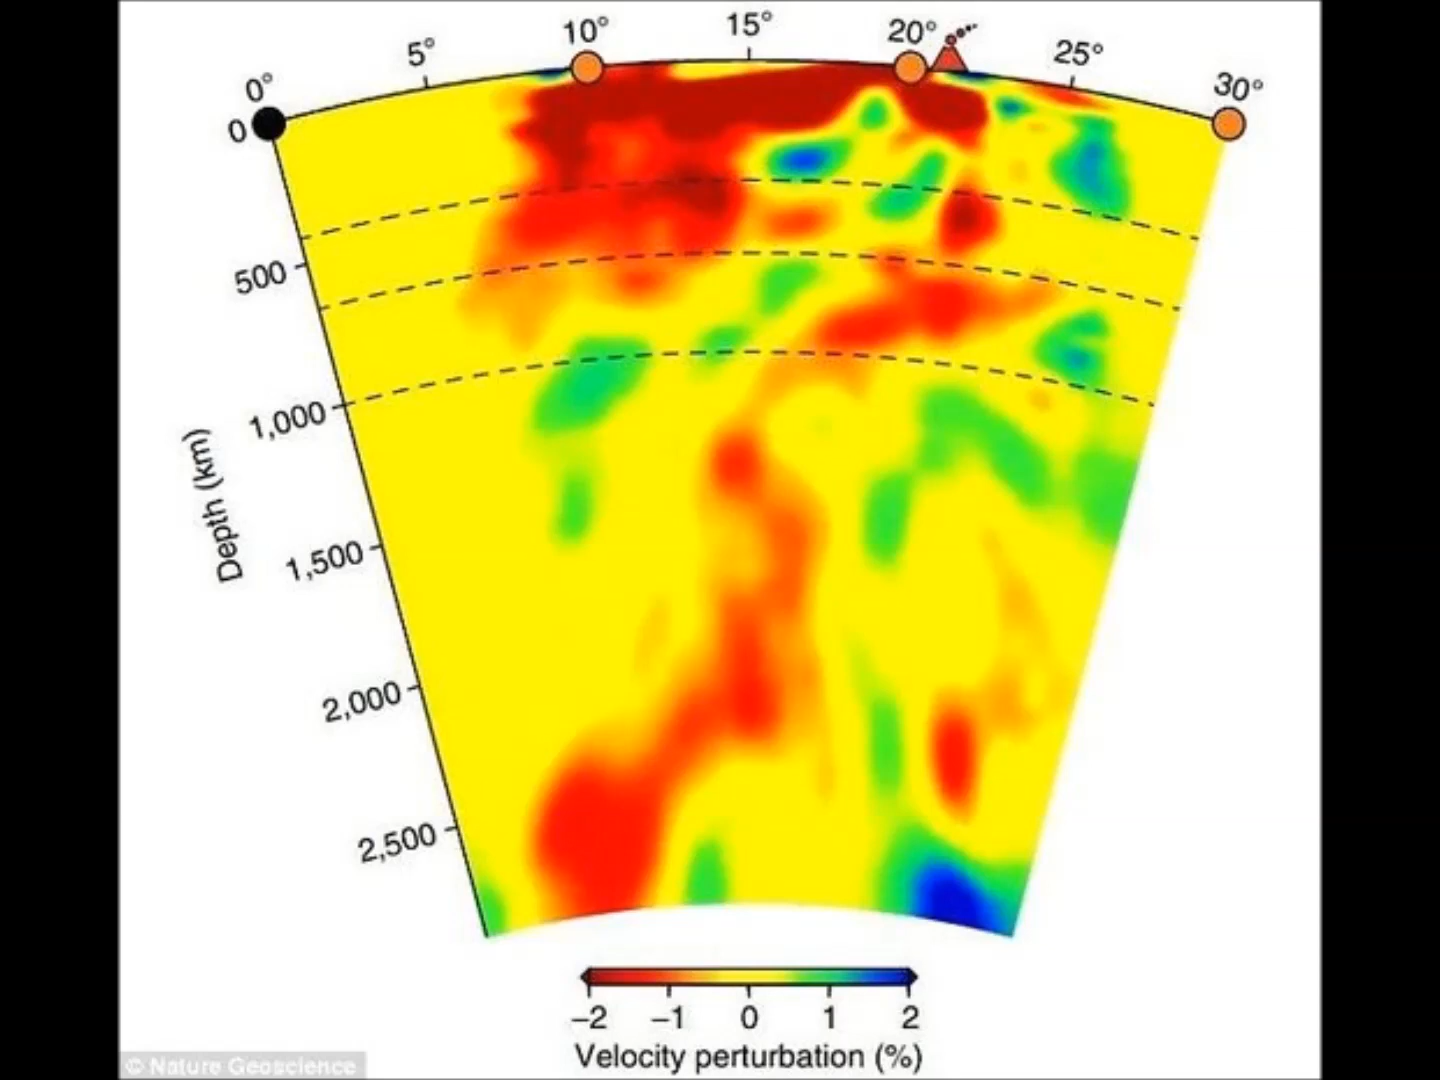 0° 5° 10° 15° 20° 25° 30°
0
500
1,000
1,500
2,000
2,500
Depth (km)
−2 −1 0 1 2
Velocity perturbation (%)
© Nature Geoscience